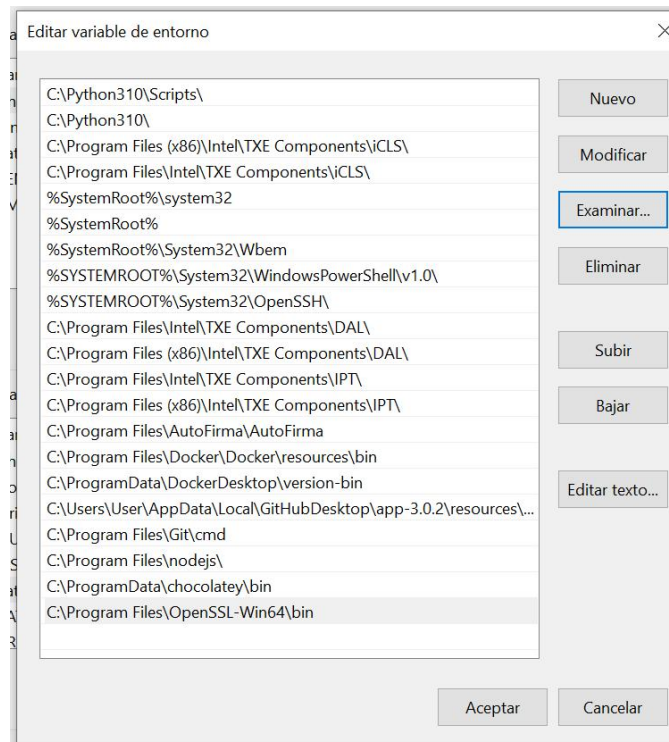 Editar variable de entorno
C:\Python310\Scripts\
C:\Python310\
C:\Program Files (x86)\Intel\TXE Components\iCLS\
C:\Program Files\Intel\TXE Components\iCLS\
%SystemRoot%\system32
%SystemRoot%
%SystemRoot%\System32\Wbem
%SYSTEMROOT%\System32\WindowsPowerShell\v1.0\
%SYSTEMROOT%\System32\OpenSSH\
C:\Program Files\Intel\TXE Components\DAL\
C:\Program Files (x86)\Intel\TXE Components\DAL\
C:\Program Files\Intel\TXE Components\IPT\
C:\Program Files (x86)\Intel\TXE Components\IPT\
C:\Program Files\AutoFirma\AutoFirma
C:\Program Files\Docker\Docker\resources\bin
C:\ProgramData\DockerDesktop\version-bin
C:\Users\User\AppData\Local\GitHubDesktop\app-3.0.2\resources\...
C:\Program Files\Git\cmd
C:\Program Files\nodejs\
C:\ProgramData\chocolatey\bin
C:\Program Files\OpenSSL-Win64\bin
Nuevo
Modificar
Examinar...
Eliminar
Subir
Bajar
Editar texto...
Aceptar
Cancelar